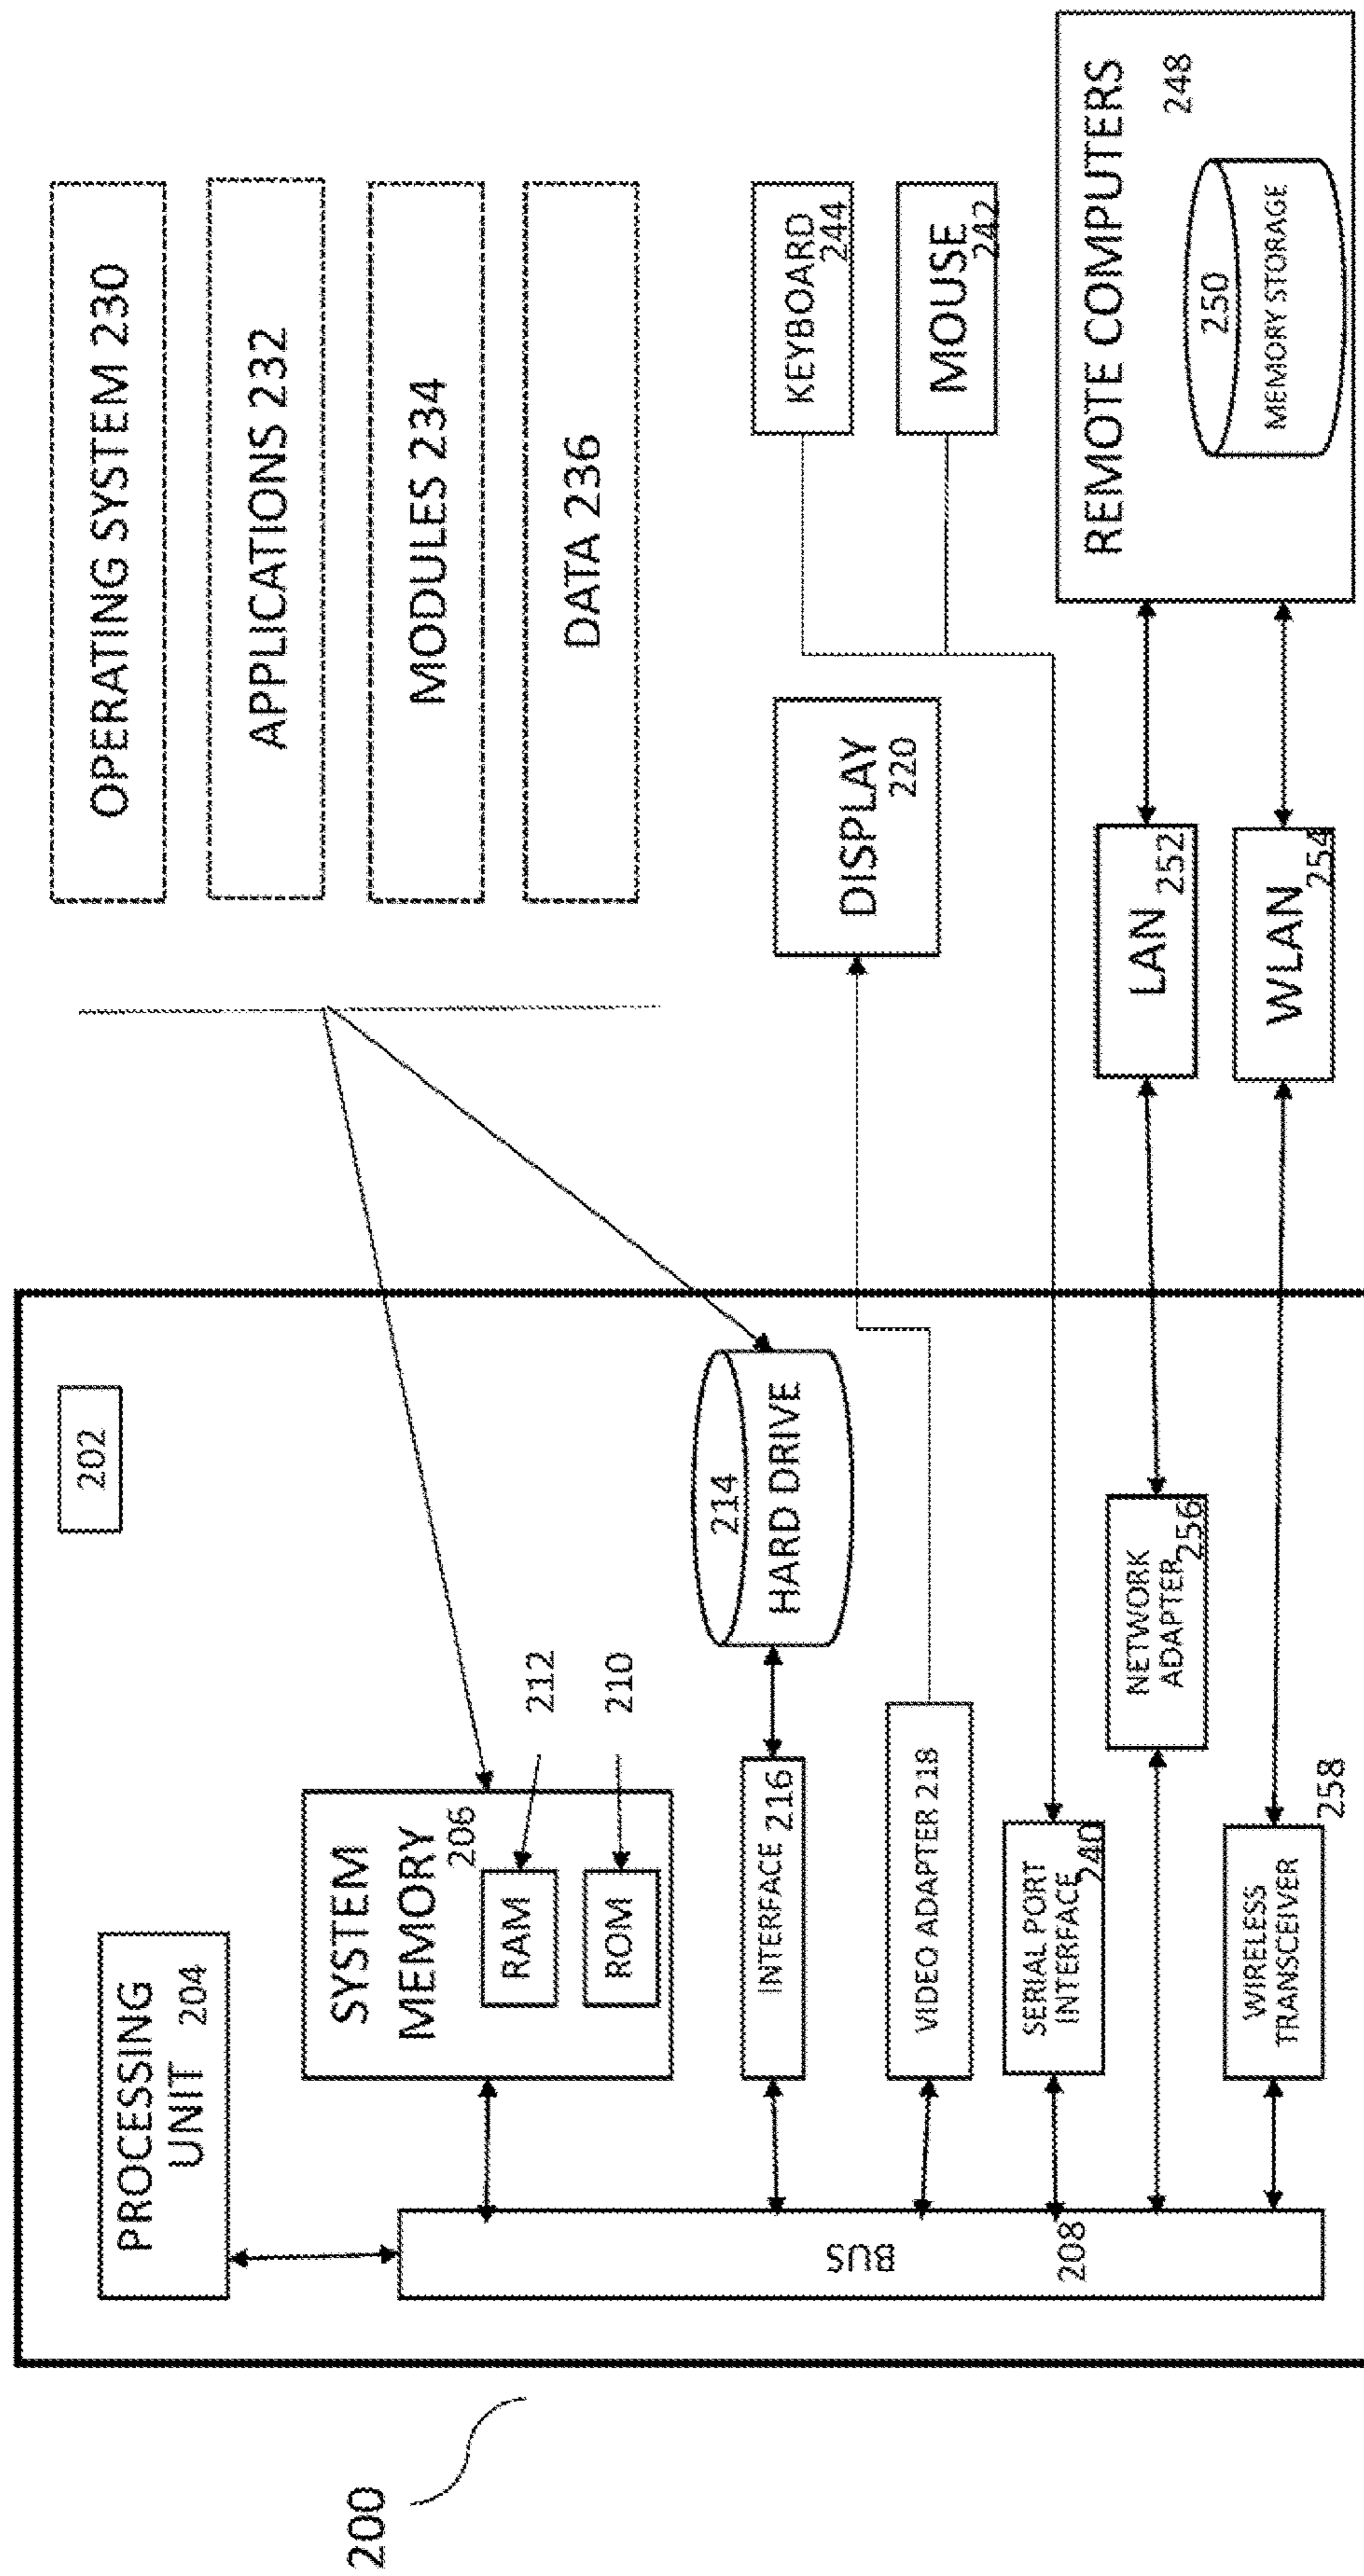 200
202
PROCESSING
UNIT 204
BUS
208
SYSTEM
MEMORY
206
RAM
ROM
212
210
INTERFACE 216
214
HARD DRIVE
VIDEO ADAPTER 218
SERIAL PORT
INTERFACE
240
NETWORK
ADAPTER
256
WIRELESS
TRANSCEIVER
258
OPERATING SYSTEM 230
APPLICATIONS 232
MODULES 234
DATA 236
DISPLAY
220
KEYBOARD
244
MOUSE
242
LAN
252
WLAN
254
REMOTE COMPUTERS
248
250
MEMORY STORAGE